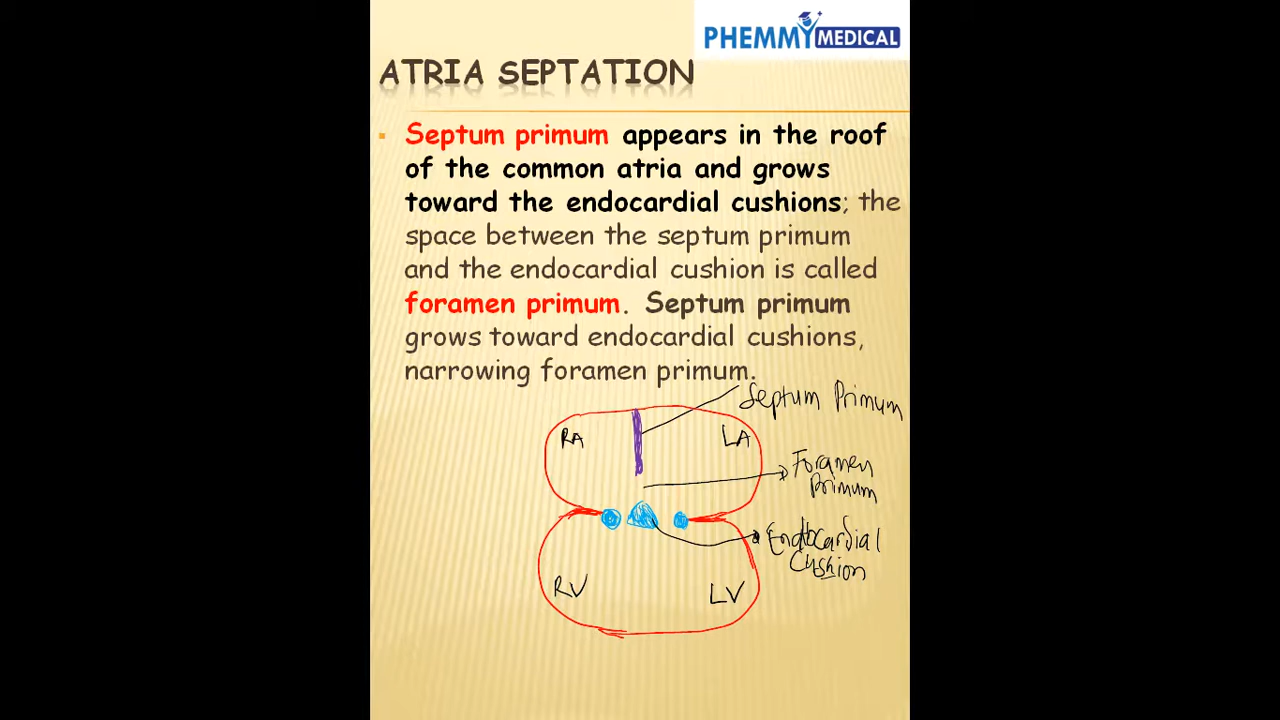 PHEMMY MEDICAL
ATRIA SEPTATION
Septum primum appears in the roof
of the common atria and grows
toward the endocardial cushions; the
space between the septum primum
and the endocardial cushion is called
foramen primum. Septum primum
grows toward endocardial cushions,
narrowing foramen primum.
Septum Primum
RA
LA
Foramen
Primum
Endocardial
Cushion
RV
LV